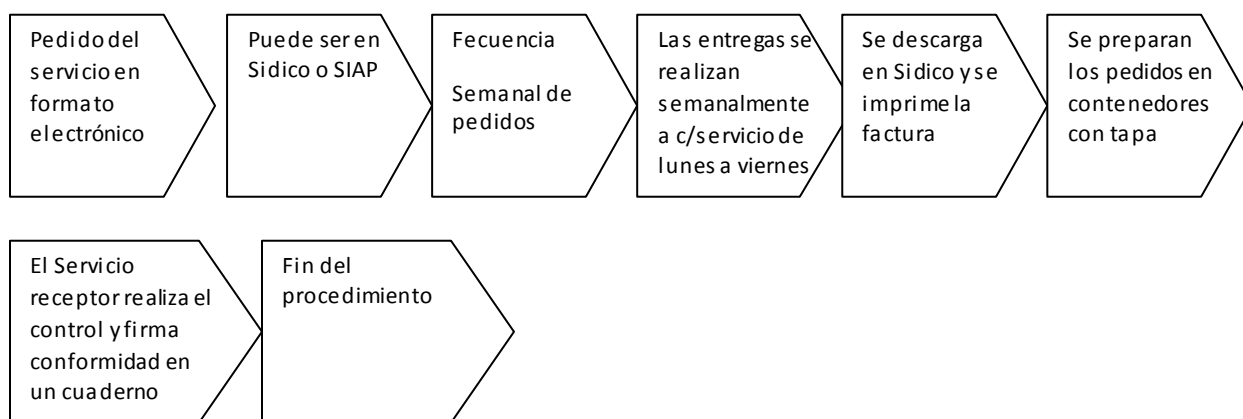 Pedido del
servicio en
formato
electrónico
Puede ser en
Sidico o SIAP
Fecuencia
Semanal de
pedidos
Las entregas se
realizan
semanalmente
a c/servicio de
lunes a viernes
Se descarga
en Sidico y se
imprime la
factura
Se preparan
los pedidos en
contenedores
con tapa
El Servicio
receptor realiza el
control y firma
conformidad en
un cuaderno
Fin del
procedimiento